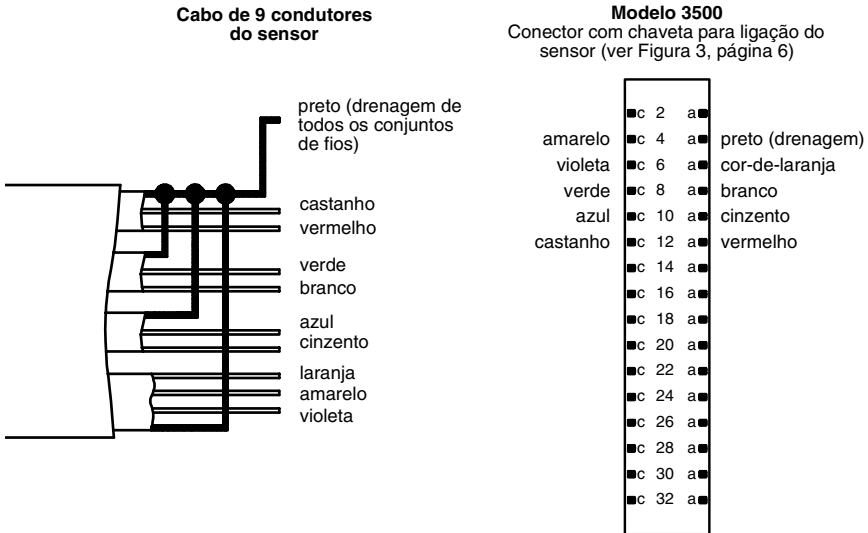 Cabo de 9 condutores
do sensor
preto (drenagem de
todos os conjuntos
de fios)
castanho
vermelho
verde
branco
azul
cinzento
laranja
amarelo
violeta
Modelo 3500
Conector com chaveta para ligação do
sensor (ver Figura 3, página 6)
c 2 a
amarelo c 4 a preto (drenagem)
violeta c 6 a cor-de-laranja
verde c 8 a branco
azul c 10 a cinzento
castanho c 12 a vermelho
c 14 a
c 16 a
c 18 a
c 20 a
c 22 a
c 24 a
c 26 a
c 28 a
c 30 a
c 32 a